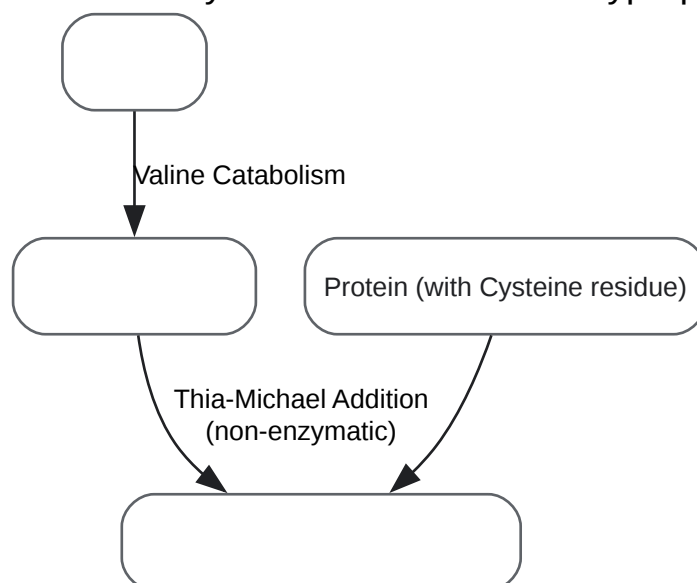 Valine Catabolism
Protein (with Cysteine residue)
Thia-Michael Addition
(non-enzymatic)